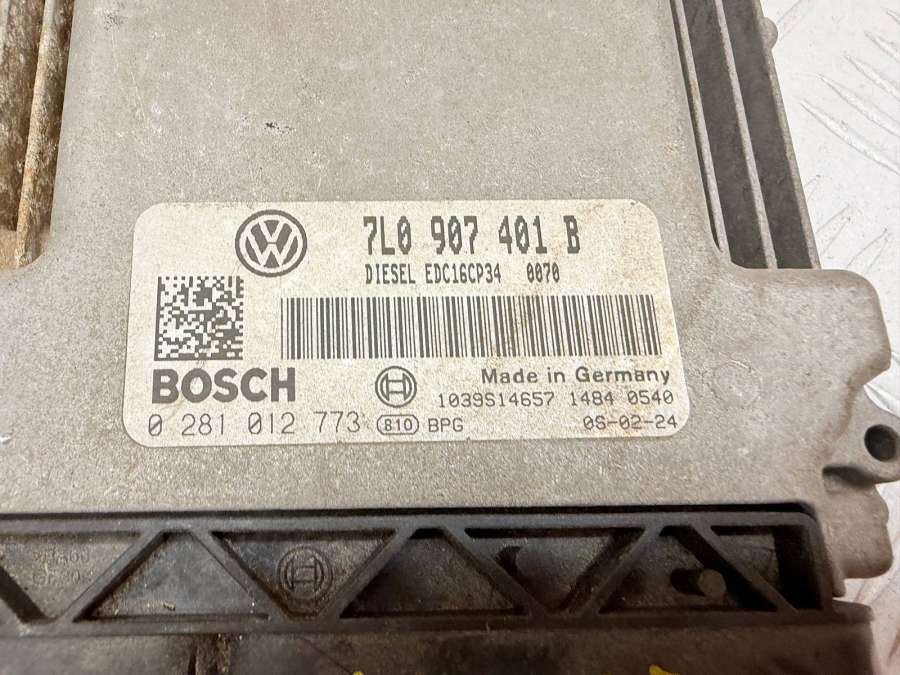 7L0 907 401 B
DIESEL EDC16CP34 0070
BOSCH
Made in Germany
1039S14657 1484 0540
0 281 012 773 810 BPG
06-02-24